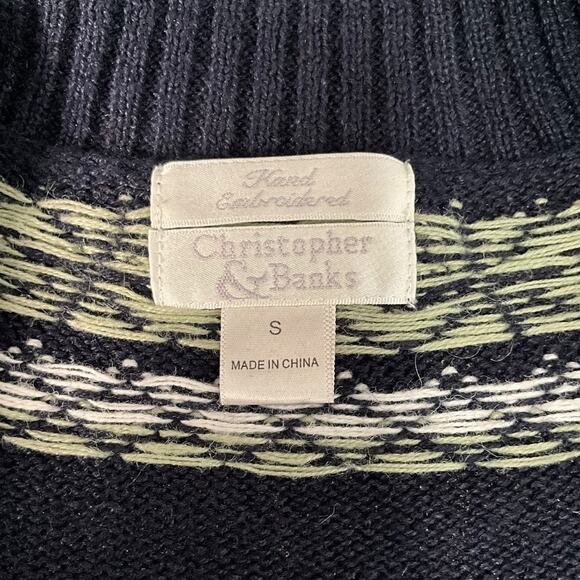 Hand
Embroidered
Christopher
& Banks
S
MADE IN CHINA